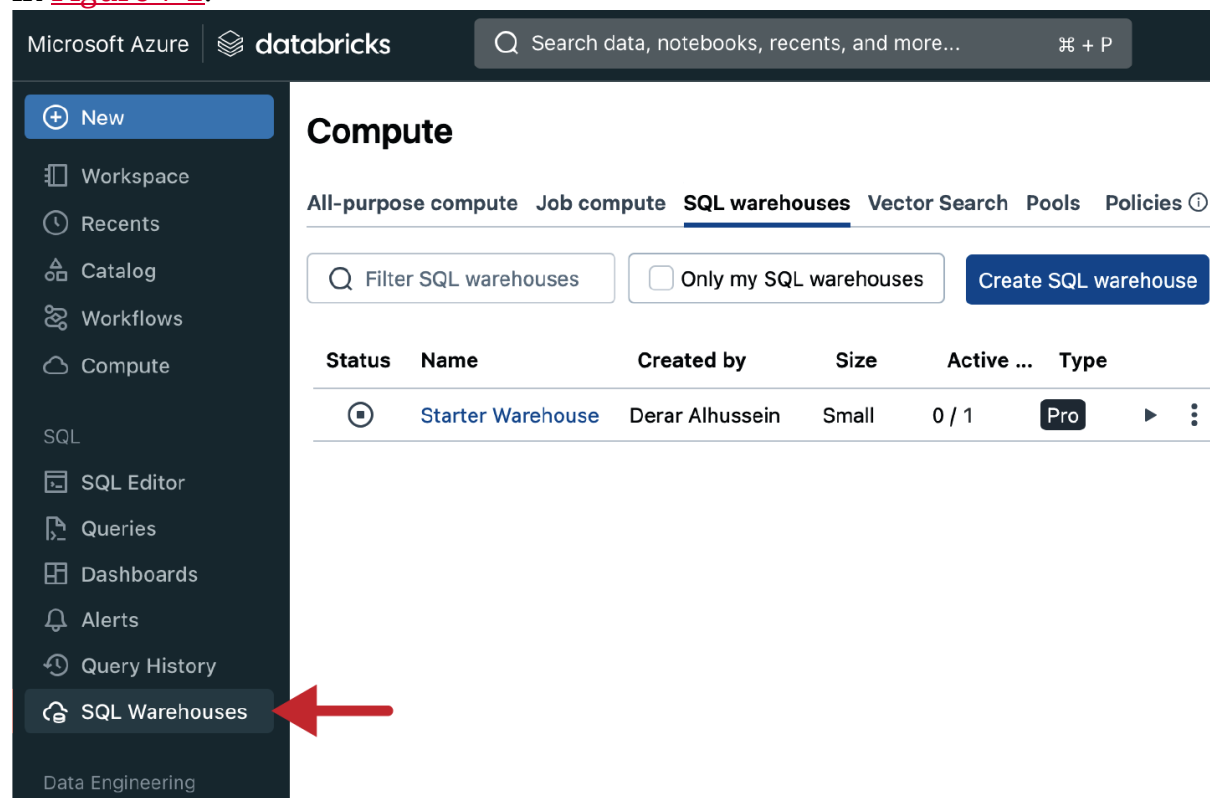 Microsoft Azure databricks Search data, notebooks, recents, and more... ⌘ + P
New
Workspace
Recents
Catalog
Workflows
Compute
SQL
SQL Editor
Queries
Dashboards
Alerts
Query History
SQL Warehouses
Data Engineering
Compute
All-purpose compute Job compute SQL warehouses Vector Search Pools Policies
Filter SQL warehouses Only my SQL warehouses Create SQL warehouse
Status Name Created by Size Active ... Type
Starter Warehouse Derar Alhussein Small 0 / 1 Pro